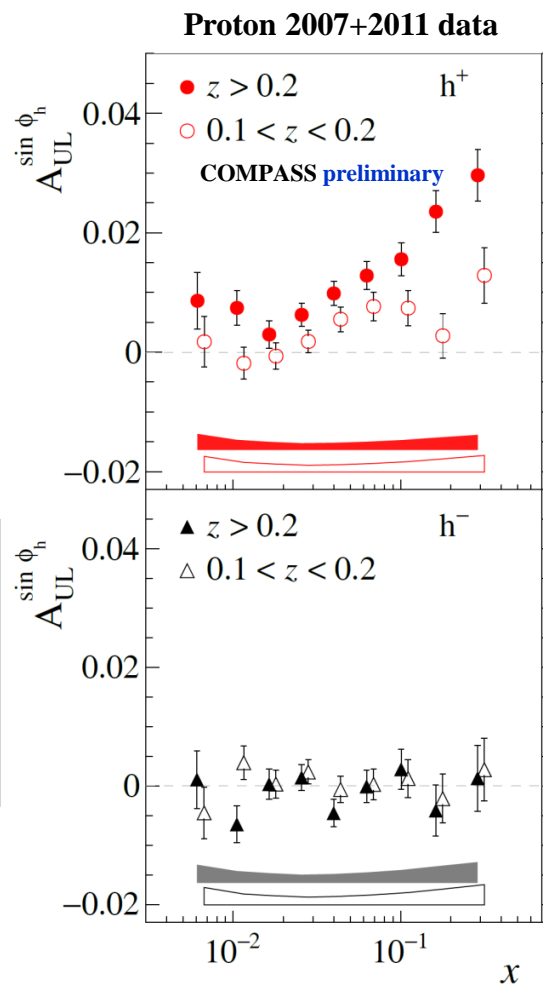 Proton 2007+2011 data
A_UL^{sin ϕ_h}
● z > 0.2 h⁺
○ 0.1 < z < 0.2
COMPASS preliminary
0.04
0.02
0
−0.02
A_UL^{sin ϕ_h}
▲ z > 0.2 h⁻
△ 0.1 < z < 0.2
0.04
0.02
0
−0.02
10⁻² 10⁻¹
x